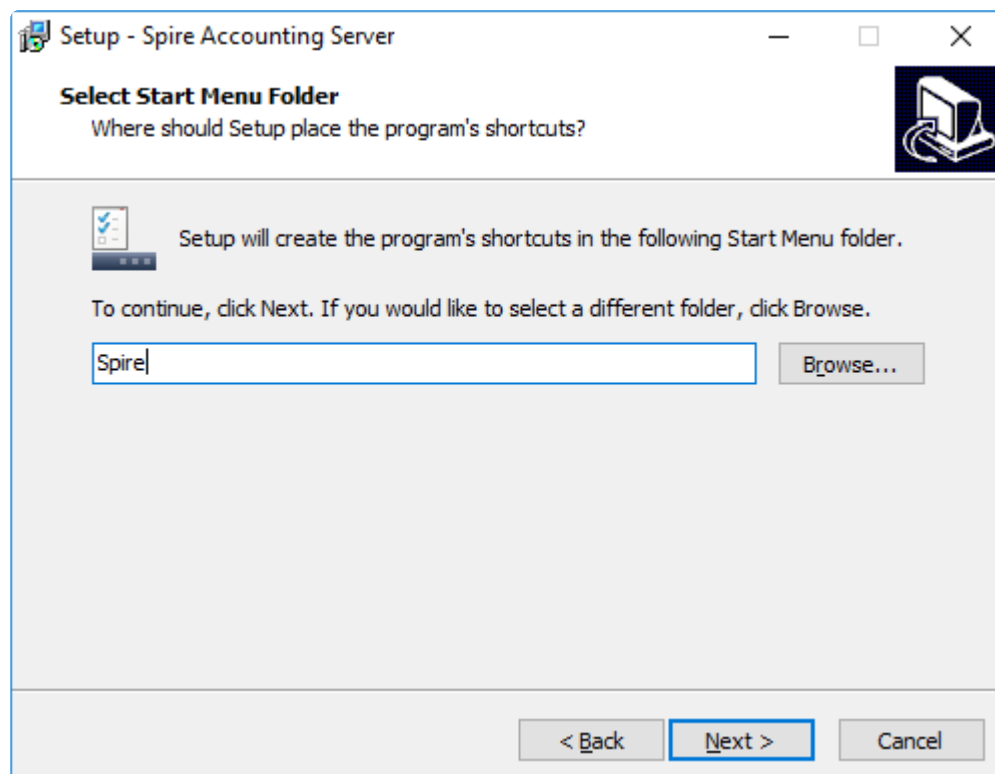 Setup - Spire Accounting Server
Select Start Menu Folder
Where should Setup place the program's shortcuts?
Setup will create the program's shortcuts in the following Start Menu folder.
To continue, click Next. If you would like to select a different folder, click Browse.
Spire
Browse...
< Back
Next >
Cancel